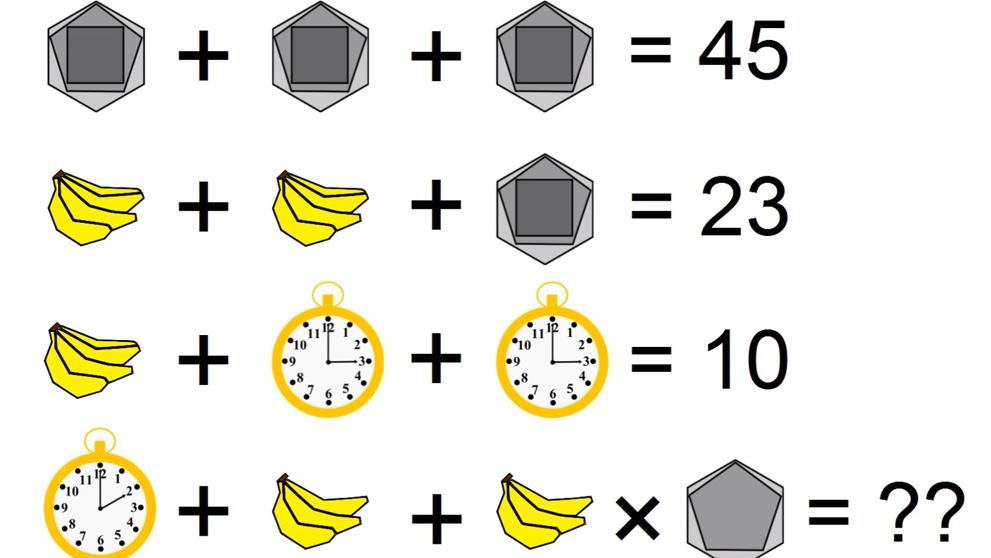 + + = 45
+ + = 23
+ + = 10
+ + × = ??